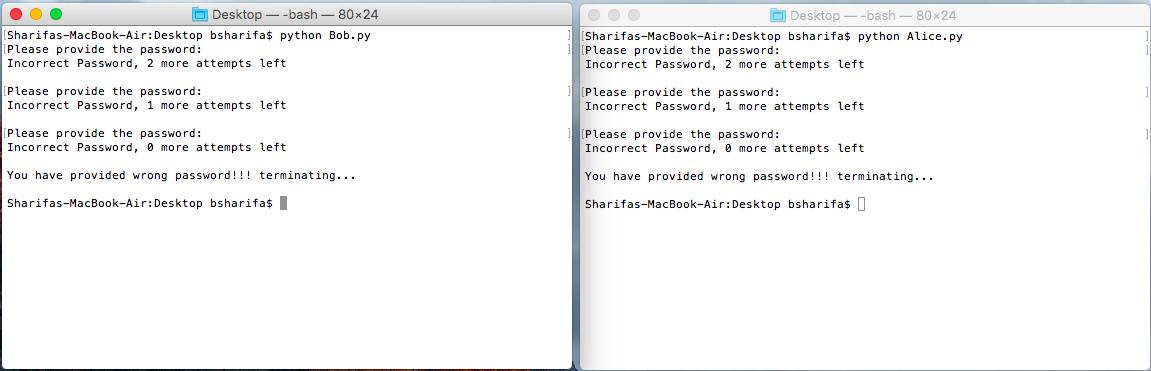 Desktop — -bash — 80×24
[Sharifas-MacBook-Air:Desktop bsharifa$ python Bob.py ]
[Please provide the password: ]
Incorrect Password, 2 more attempts left
[Please provide the password: ]
Incorrect Password, 1 more attempts left
[Please provide the password: ]
Incorrect Password, 0 more attempts left
You have provided wrong password!!! terminating...
Sharifas-MacBook-Air:Desktop bsharifa$
Desktop — -bash — 80×24
[Sharifas-MacBook-Air:Desktop bsharifa$ python Alice.py ]
[Please provide the password: ]
Incorrect Password, 2 more attempts left
[Please provide the password: ]
Incorrect Password, 1 more attempts left
[Please provide the password: ]
Incorrect Password, 0 more attempts left
You have provided wrong password!!! terminating...
Sharifas-MacBook-Air:Desktop bsharifa$